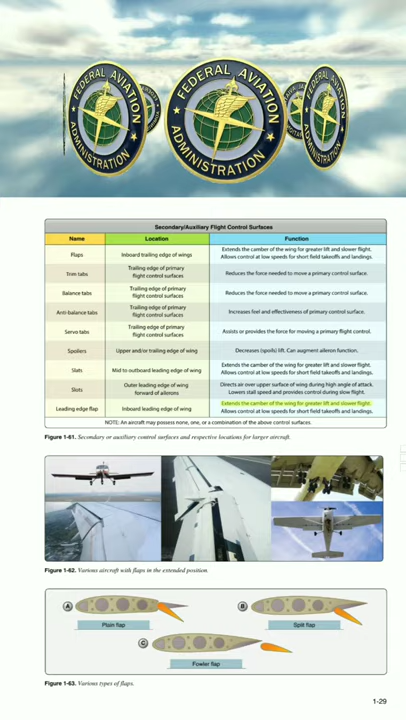 FEDERAL AVIATION
ADMINISTRATION
FEDERAL AVIATION
ADMINISTRATION
FEDERAL AVIATION
ADMINISTRATION
Secondary/Auxiliary Flight Control Surfaces
Name Location Function
Flaps Inboard trailing edge of wings Extends the camber of the wing for greater lift and slower flight.
Allows control at low speeds for short field takeoffs and landings.
Trim tabs Trailing edge of primary
flight control surfaces Reduces the force needed to move a primary control surface.
Balance tabs Trailing edge of primary
flight control surfaces Reduces the force needed to move a primary control surface.
Anti-balance tabs Trailing edge of primary
flight control surfaces Increases feel and effectiveness of primary control surface.
Servo tabs Trailing edge of primary
flight control surfaces Assists or provides the force for moving a primary flight control.
Spoilers Upper and/or trailing edge of wing Decreases (spoils) lift. Can augment aileron function.
Slats Mid to outboard leading edge of wing Extends the camber of the wing for greater lift and slower flight.
Allows control at low speeds for short field takeoffs and landings.
Slots Outer leading edge of wing
forward of ailerons Directs air over upper surface of wing during high angle of attack.
Lowers stall speed and provides control during slow flight.
Leading edge flap Inboard leading edge of wing Extends the camber of the wing for greater lift and slower flight.
Allows control at low speeds for short field takeoffs and landings.
NOTE: An aircraft may possess none, one, or a combination of the above control surfaces.
Figure 1-61. Secondary or auxiliary control surfaces and respective locations for larger aircraft.
Figure 1-62. Various aircraft with flaps in the extended position.
A B
Plain flap Split flap
C
Fowler flap
Figure 1-63. Various types of flaps.
1-29